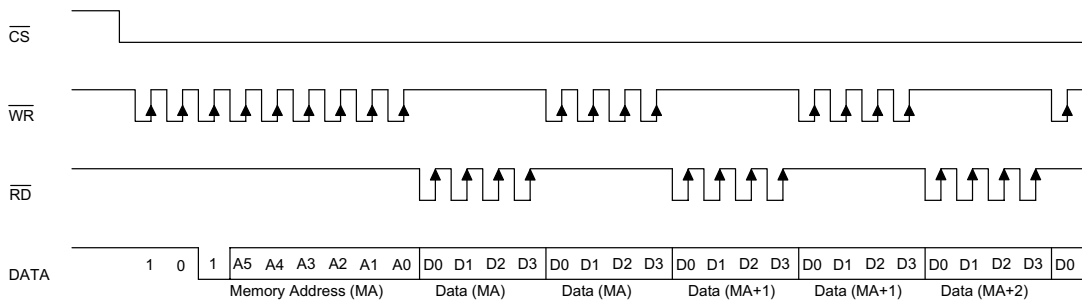 CS
WR
RD
DATA 1 0 1 A5 A4 A3 A2 A1 A0 D0 D1 D2 D3 D0 D1 D2 D3 D0 D1 D2 D3 D0 D1 D2 D3 D0 D1 D2 D3 D0
Memory Address (MA) Data (MA) Data (MA) Data (MA+1) Data (MA+1) Data (MA+2)